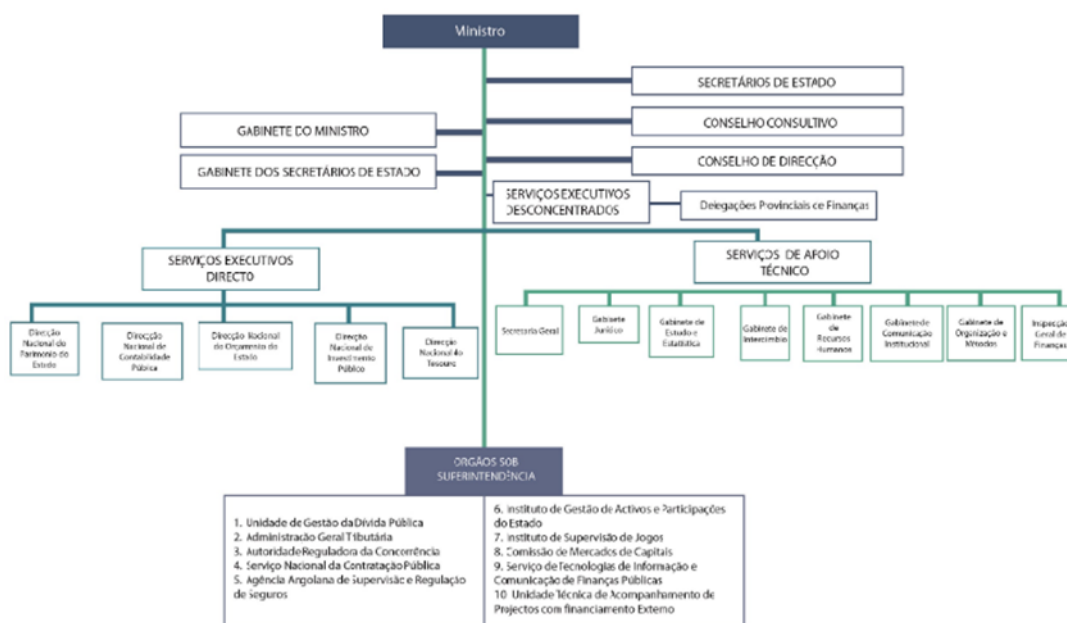 Ministro
SECRETÁRIOS DE ESTADO
GABINETE DO MINISTRO
CONSELHO CONSULTIVO
GABINETE DOS SECRETÁRIOS DE ESTADO
CONSELHO DE DIRECÇÃO
SERVIÇOS EXECUTIVOS
DESCONCENTRADOS
Delegações Provinciais de Finanças
SERVIÇOS EXECUTIVOS
DIRECTO
SERVIÇOS DE APOIO
TÉCNICO
Direcção
Nacional do
Património do
Estado
Direcção
Nacional de
Contabilidade
Pública
Direcção Nacional
do Orçamento do
Estado
Direcção
Nacional de
Investimento
Público
Direcção
Nacional do
Tesouro
Secretaria Geral
Gabinete
Jurídico
Gabinete de
Estudo e
Estatística
Gabinete de
Intercâmbio
Gabinete
de
Recursos
Humanos
Gabinete de
Comunicação
Institucional
Gabinete de
Organização e
Métodos
Inspecção
Geral de
Finanças
ORGÃOS SOB
SUPERINTENDÊNCIA
1. Unidade de Gestão da Dívida Pública
2. Administração Geral Tributária
3. Autoridade Reguladora da Concorrência
4. Serviço Nacional da Contratação Pública
5. Agência Angolana de Supervisão e Regulação
de Seguros
6. Instituto de Gestão de Activos e Participações
do Estado
7. Instituto de Supervisão de Jogos
8. Comissão de Mercados de Capitais
9. Serviço de Tecnologias de Informação e
Comunicação de Finanças Públicas
10. Unidade Técnica de Acompanhamento de
Projectos com financiamento Externo